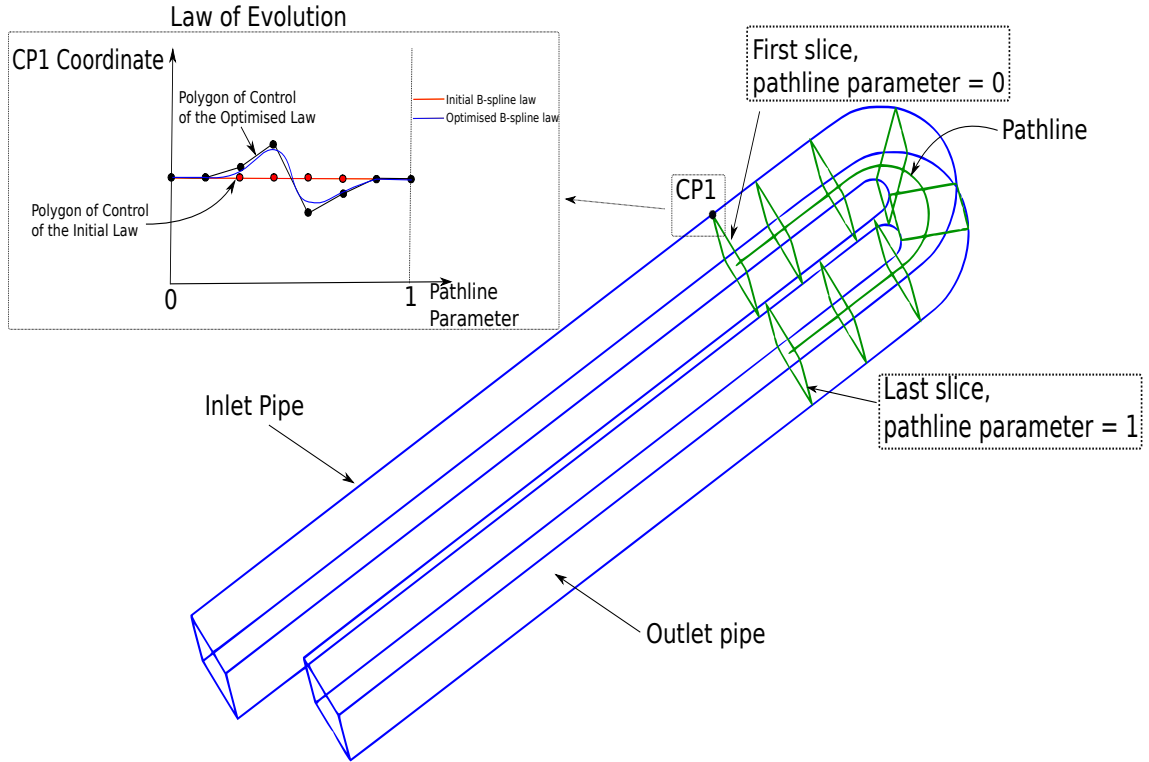 Law of Evolution
CP1 Coordinate
Polygon of Control
of the Optimised Law
Initial B-spline law
Optimised B-spline law
Polygon of Control
of the Initial Law
0
1
Pathline
Parameter
First slice,
pathline parameter = 0
Pathline
CP1
Last slice,
pathline parameter = 1
Inlet Pipe
Outlet pipe